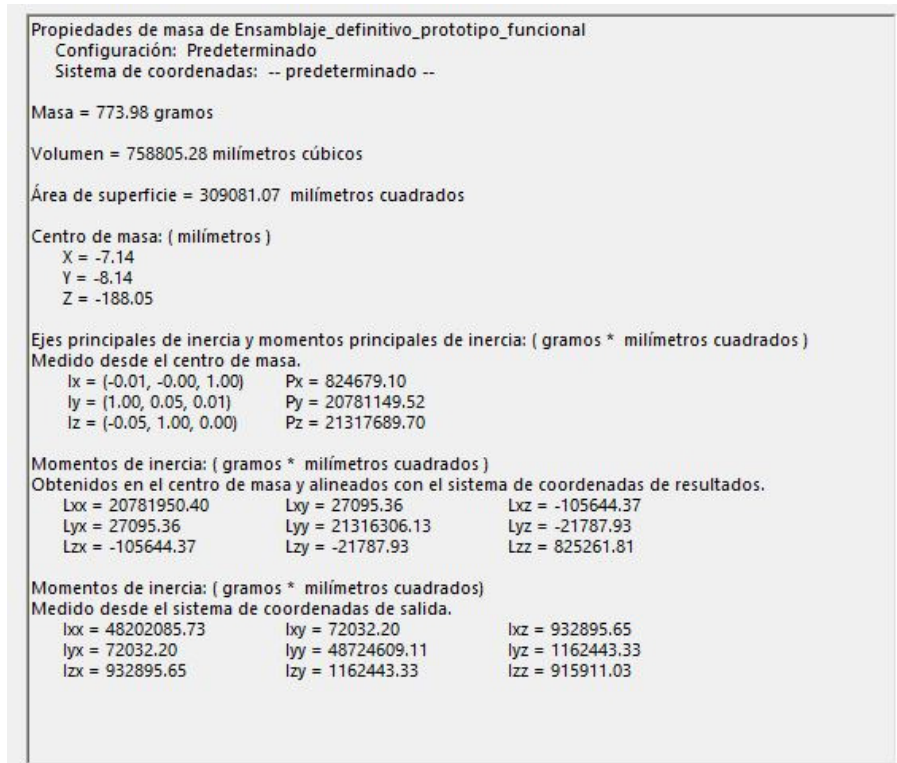 Propiedades de masa de Ensamblaje_definitivo_prototipo_funcional
Configuración: Predeterminado
Sistema de coordenadas: -- predeterminado --
Masa = 773.98 gramos
Volumen = 758805.28 milímetros cúbicos
Área de superficie = 309081.07 milímetros cuadrados
Centro de masa: ( milímetros )
X = -7.14
Y = -8.14
Z = -188.05
Ejes principales de inercia y momentos principales de inercia: ( gramos * milímetros cuadrados )
Medido desde el centro de masa.
Ix = (-0.01, -0.00, 1.00) Px = 824679.10
Iy = (1.00, 0.05, 0.01) Py = 20781149.52
Iz = (-0.05, 1.00, 0.00) Pz = 21317689.70
Momentos de inercia: ( gramos * milímetros cuadrados )
Obtenidos en el centro de masa y alineados con el sistema de coordenadas de resultados.
Lxx = 20781950.40 Lxy = 27095.36 Lxz = -105644.37
Lyx = 27095.36 Lyy = 21316306.13 Lyz = -21787.93
Lzx = -105644.37 Lzy = -21787.93 Lzz = 825261.81
Momentos de inercia: ( gramos * milímetros cuadrados)
Medido desde el sistema de coordenadas de salida.
Ixx = 48202085.73 Ixy = 72032.20 Ixz = 932895.65
Iyx = 72032.20 Iyy = 48724609.11 Iyz = 1162443.33
Izx = 932895.65 Izy = 1162443.33 Izz = 915911.03